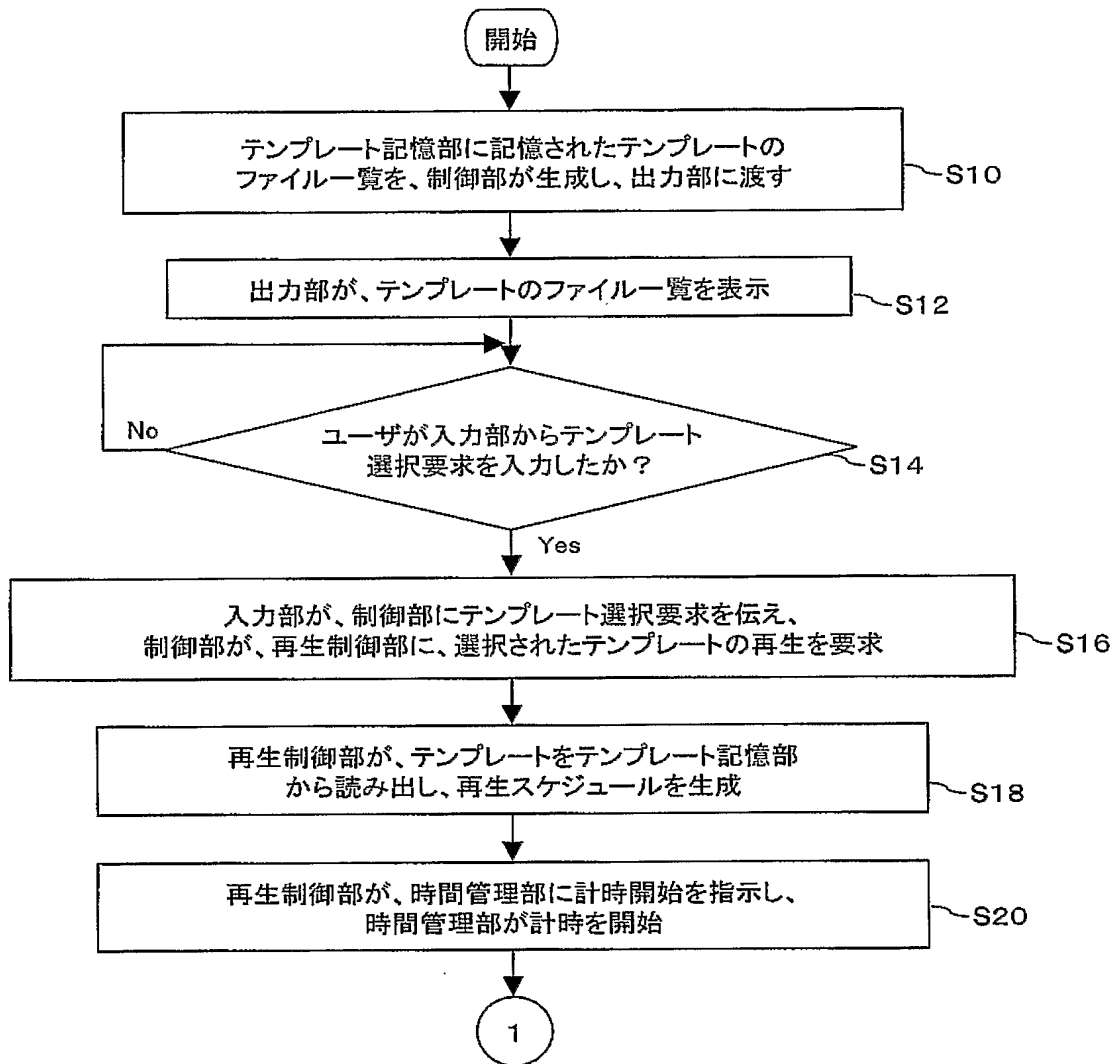 開始
テンプレート記憶部に記憶されたテンプレートの
ファイル一覧を、制御部が生成し、出力部に渡す
S10
出力部が、テンプレートのファイル一覧を表示
S12
No
ユーザが入力部からテンプレート
選択要求を入力したか？
S14
Yes
入力部が、制御部にテンプレート選択要求を伝え、
制御部が、再生制御部に、選択されたテンプレートの再生を要求
S16
再生制御部が、テンプレートをテンプレート記憶部
から読み出し、再生スケジュールを生成
S18
再生制御部が、時間管理部に計時開始を指示し、
時間管理部が計時を開始
S20
1